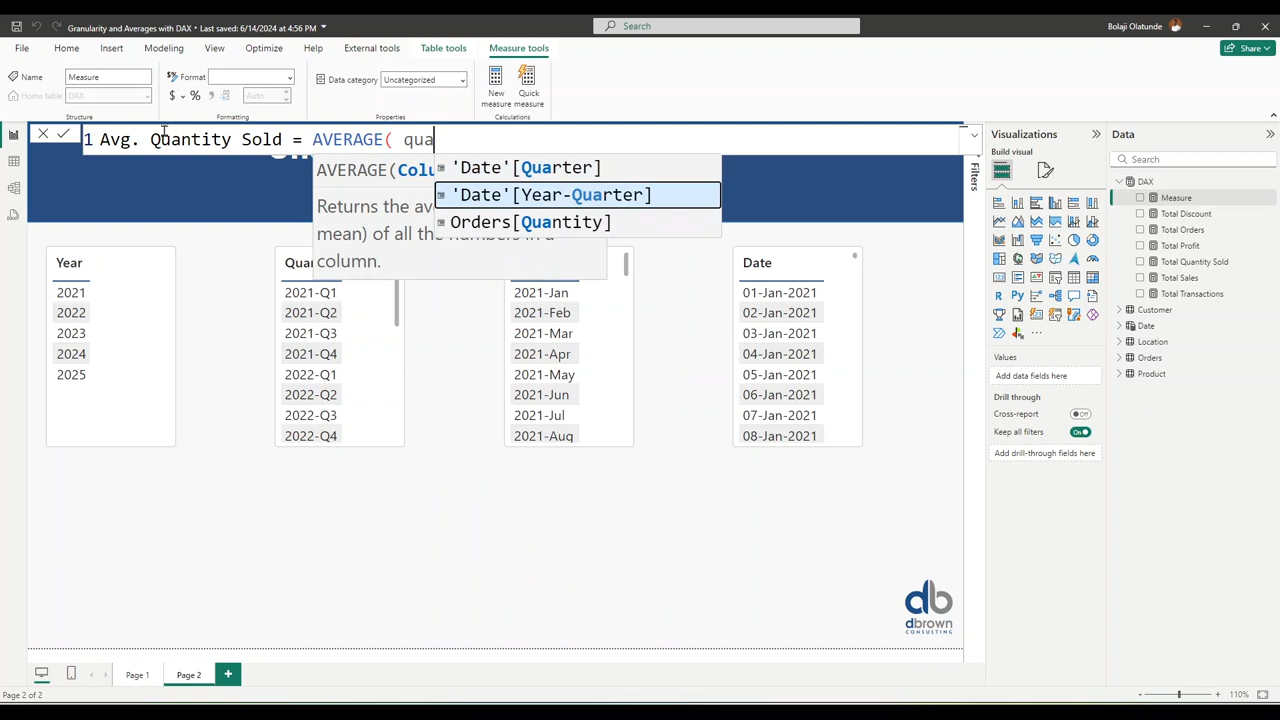 Granularity and Averages with DAX • Last saved: 6/14/2024 at 4:56 PM
Search
Bolaji Olatunde
File Home Insert Modeling View Optimize Help External tools Table tools Measure tools
Share
Name Measure
Format
Data category Uncategorized
New measure
Quick measure
Home table DAX
$ % Auto
Structure Formatting Properties Calculations
1 Avg. Quantity Sold = AVERAGE( qua
'Date'[Quarter]
'Date'[Year-Quarter]
Orders[Quantity]
AVERAGE(Colu
Returns the av
mean) of all the numbers in a
column.
Year
2021
2022
2023
2024
2025
Quar
2021-Q1
2021-Q2
2021-Q3
2021-Q4
2022-Q1
2022-Q2
2022-Q3
2022-Q4
2021-Jan
2021-Feb
2021-Mar
2021-Apr
2021-May
2021-Jun
2021-Jul
2021-Aug
Date
01-Jan-2021
02-Jan-2021
03-Jan-2021
04-Jan-2021
05-Jan-2021
06-Jan-2021
07-Jan-2021
08-Jan-2021
db
dbrown
CONSULTING
Filters
Visualizations
Build visual
R Py
Values
Add data fields here
Drill through
Cross-report Off
Keep all filters On
Add drill-through fields here
Data
Search
DAX
Measure
Total Discount
Total Orders
Total Profit
Total Quantity Sold
Total Sales
Total Transactions
Customer
Date
Location
Orders
Product
Page 1
Page 2
Page 2 of 2
110%